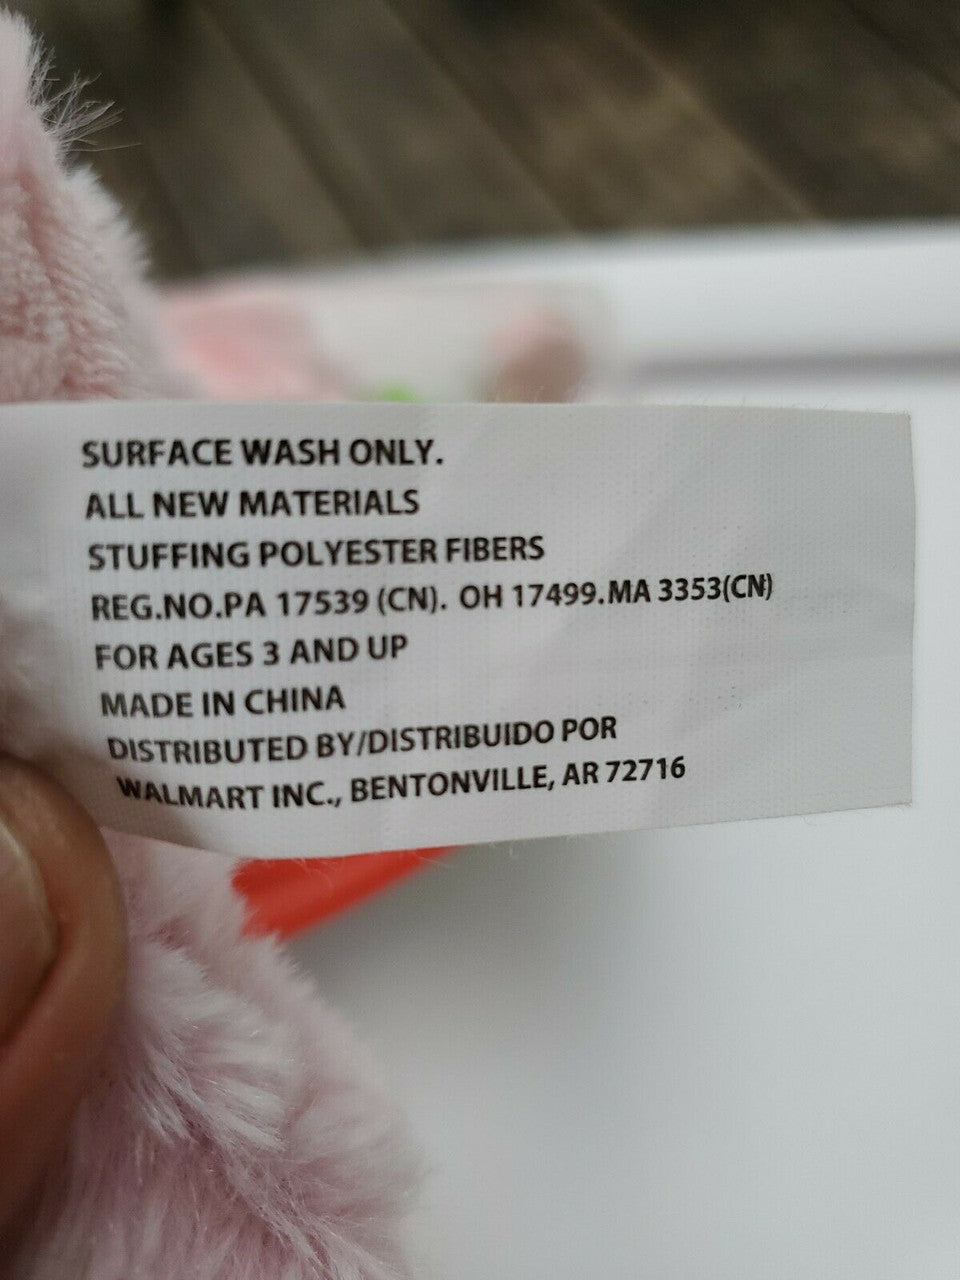 SURFACE WASH ONLY.
ALL NEW MATERIALS
STUFFING POLYESTER FIBERS
REG.NO.PA 17539 (CN). OH 17499.MA 3353(CN)
FOR AGES 3 AND UP
MADE IN CHINA
DISTRIBUTED BY/DISTRIBUIDO POR
WALMART INC., BENTONVILLE, AR 72716